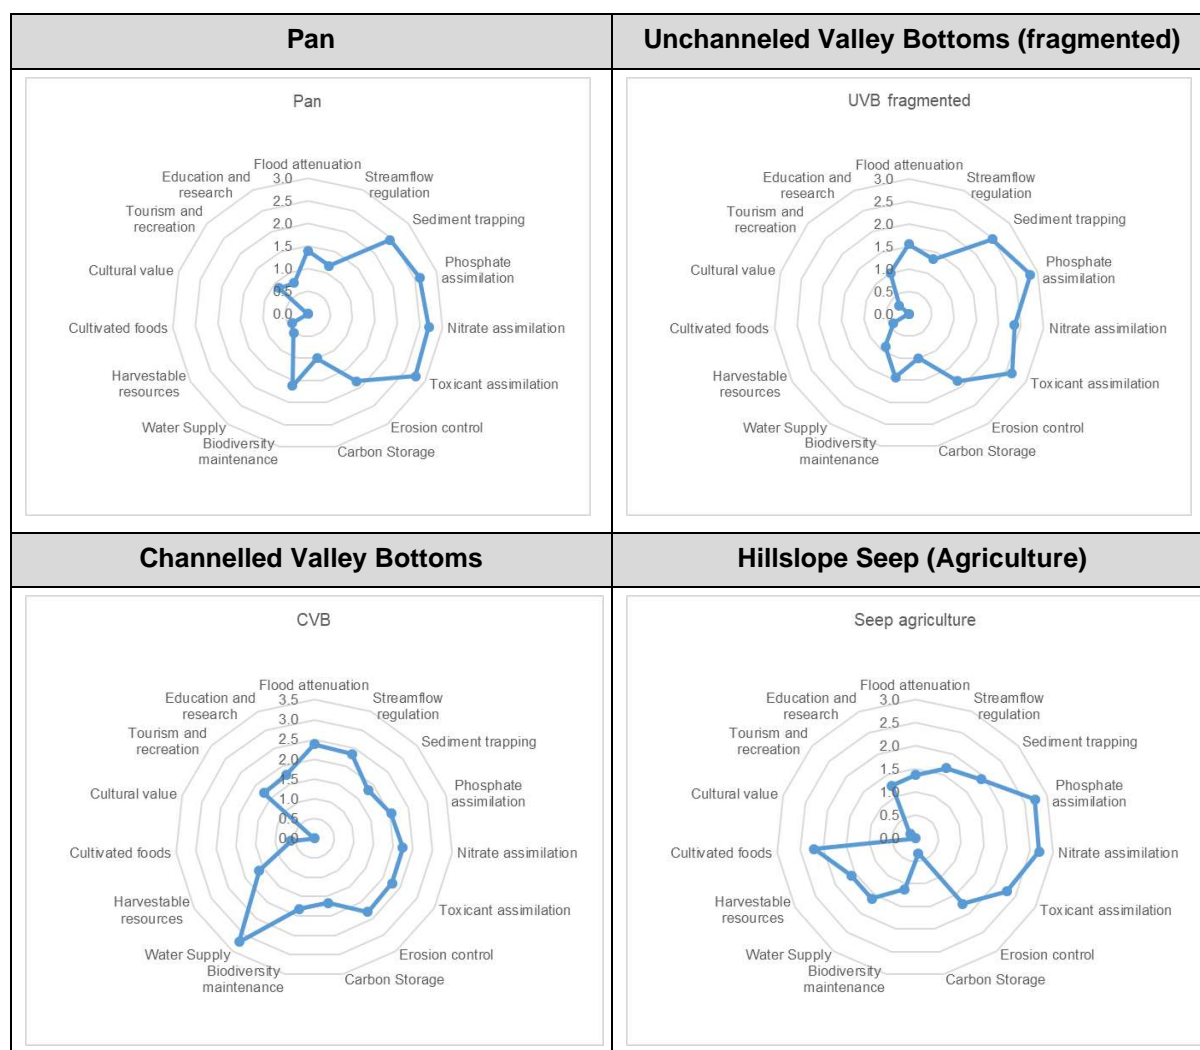 Pan
Unchanneled Valley Bottoms (fragmented)
Pan
Flood attenuation
3.0
2.5
2.0
1.5
1.0
0.5
0.0
Streamflow
regulation
Sediment trapping
Phosphate
assimilation
Nitrate assimilation
Toxicant assimilation
Erosion control
Carbon Storage
Biodiversity
maintenance
Water Supply
Harvestable
resources
Cultivated foods
Cultural value
Tourism and
recreation
Education and
research
UVB fragmented
Flood attenuation
3.0
2.5
2.0
1.5
1.0
0.5
0.0
Streamflow
regulation
Sediment trapping
Phosphate
assimilation
Nitrate assimilation
Toxicant assimilation
Erosion control
Carbon Storage
Biodiversity
maintenance
Water Supply
Harvestable
resources
Cultivated foods
Cultural value
Tourism and
recreation
Education and
research
Channelled Valley Bottoms
Hillslope Seep (Agriculture)
CVB
Flood attenuation
3.5
3.0
2.5
2.0
1.5
1.0
0.5
0.0
Streamflow
regulation
Sediment trapping
Phosphate
assimilation
Nitrate assimilation
Toxicant assimilation
Erosion control
Carbon Storage
Biodiversity
maintenance
Water Supply
Harvestable
resources
Cultivated foods
Cultural value
Tourism and
recreation
Education and
research
Seep agriculture
Flood attenuation
3.0
2.5
2.0
1.5
1.0
0.5
0.0
Streamflow
regulation
Sediment trapping
Phosphate
assimilation
Nitrate assimilation
Toxicant assimilation
Erosion control
Carbon Storage
Biodiversity
maintenance
Water Supply
Harvestable
resources
Cultivated foods
Cultural value
Tourism and
recreation
Education and
research